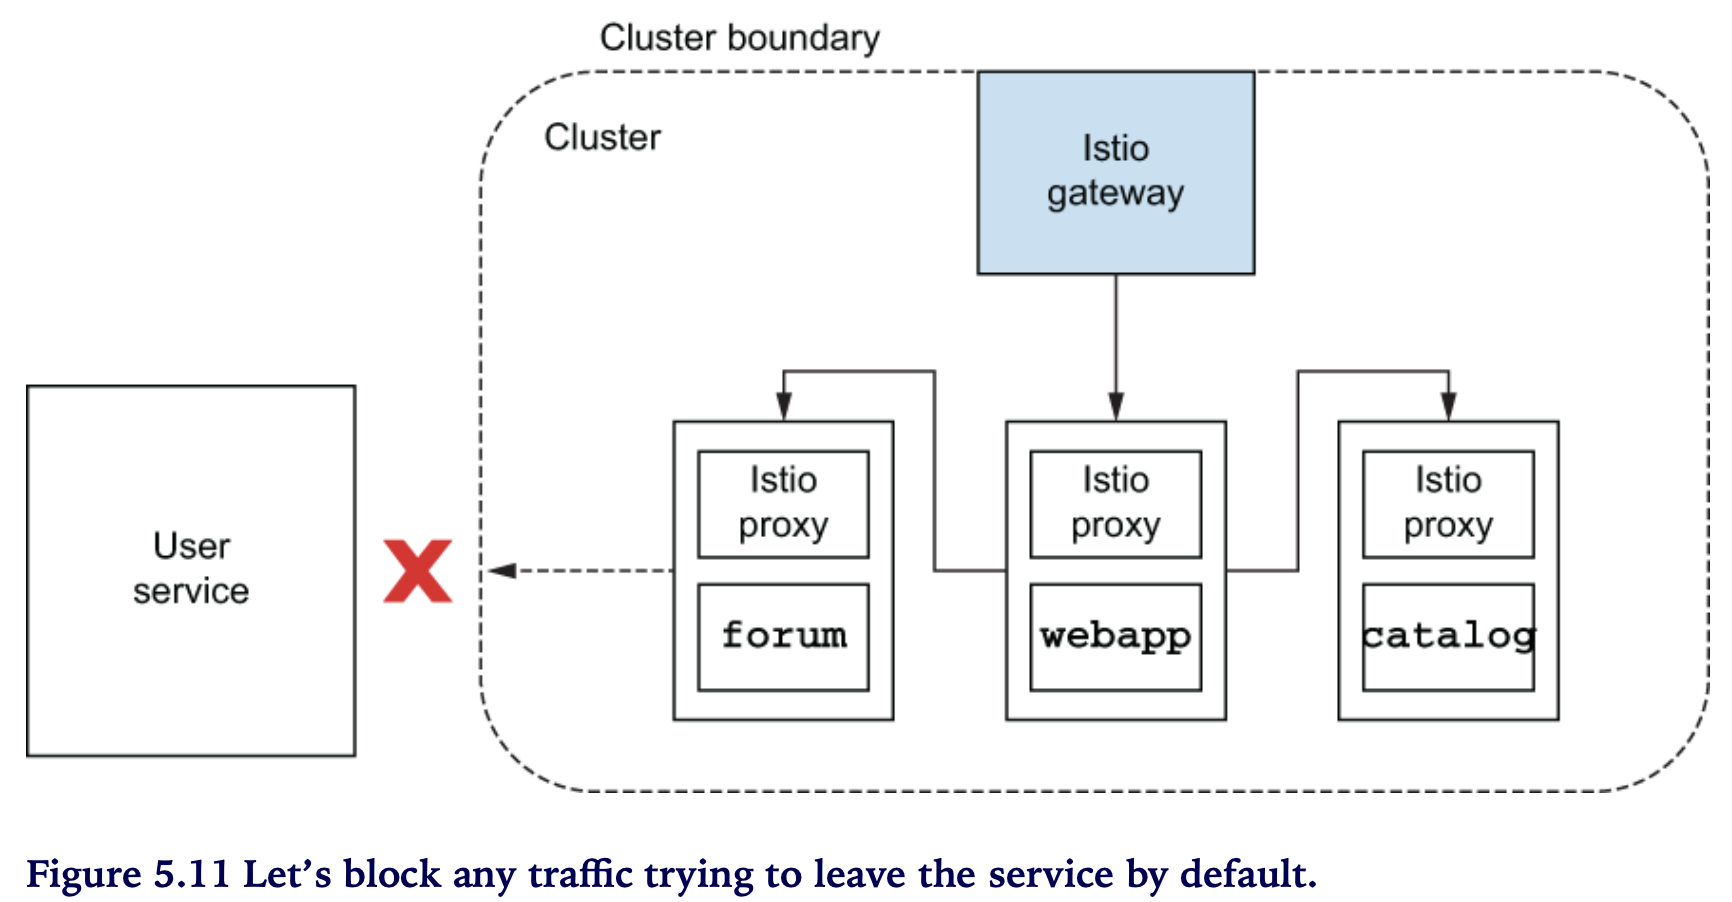 Cluster boundary
Cluster
Istio
gateway
User
service
X
Istio
proxy
forum
Istio
proxy
webapp
Istio
proxy
catalog
Figure 5.11 Let’s block any traffic trying to leave the service by default.